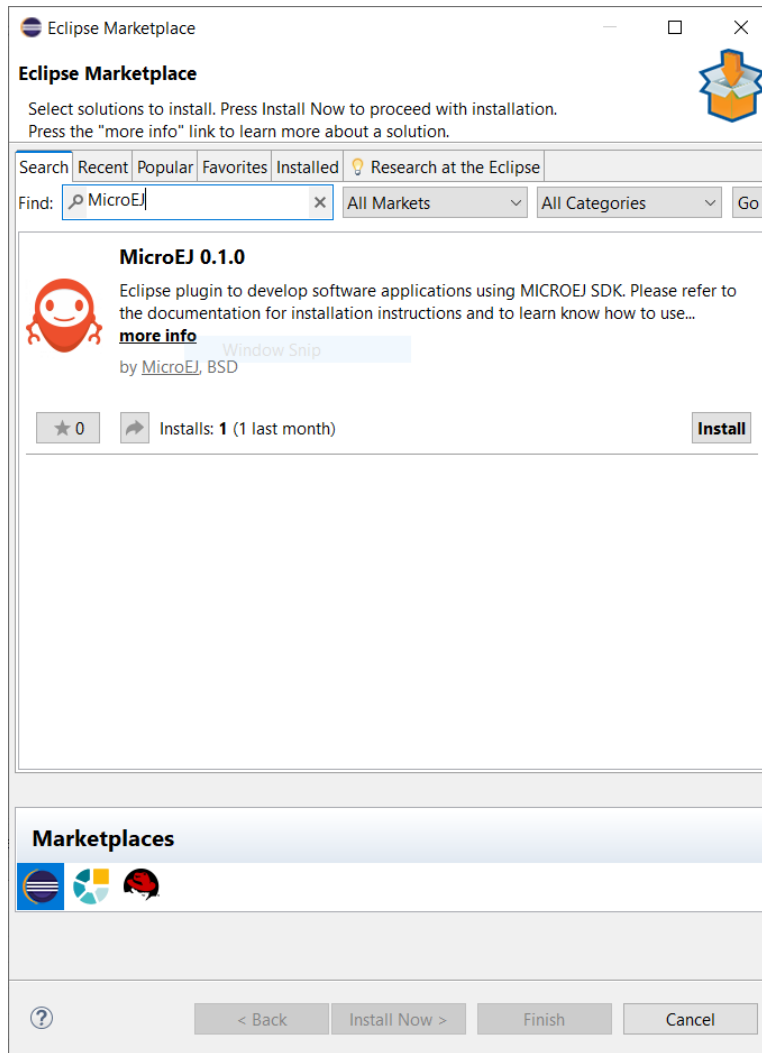 Eclipse Marketplace
Eclipse Marketplace
Select solutions to install. Press Install Now to proceed with installation.
Press the "more info" link to learn more about a solution.
Search Recent Popular Favorites Installed Research at the Eclipse
Find: MicroEJ All Markets All Categories Go
MicroEJ 0.1.0
Eclipse plugin to develop software applications using MICROEJ SDK. Please refer to
the documentation for installation instructions and to learn know how to use...
more info
Window Snip
by MicroEJ, BSD
0 Installs: 1 (1 last month) Install
Marketplaces
? < Back Install Now > Finish Cancel